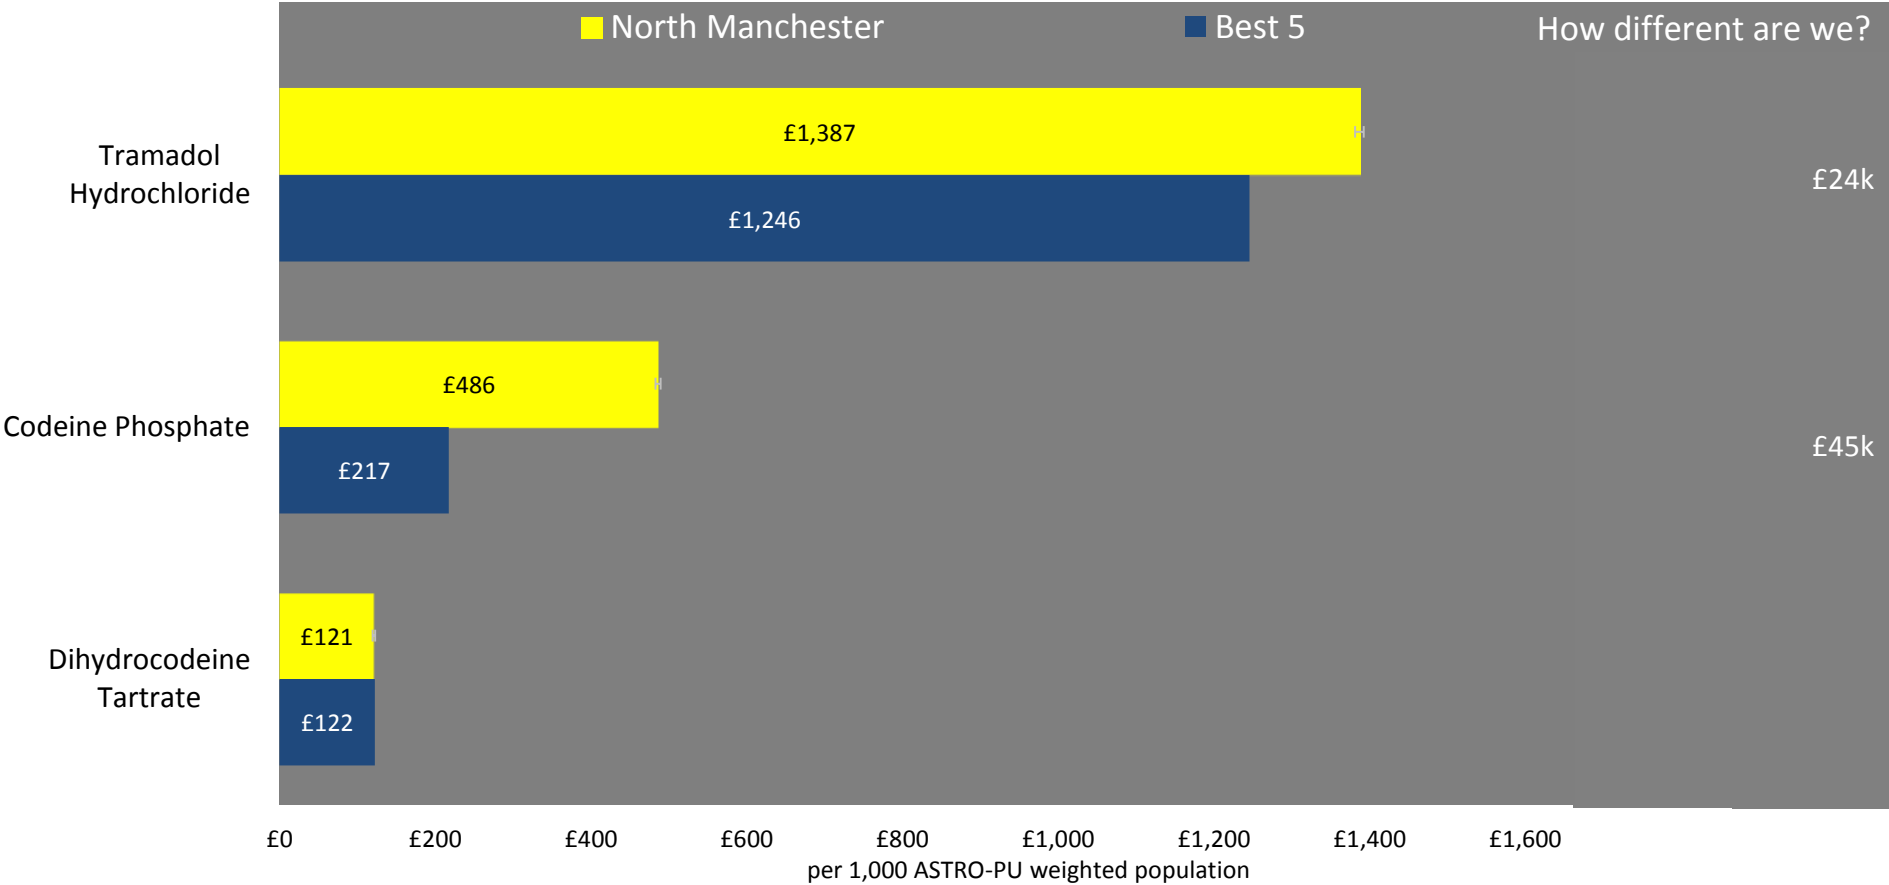 North Manchester
Best 5
How different are we?
Tramadol
Hydrochloride
£1,387
£1,246
£24k
Codeine Phosphate
£486
£217
£45k
Dihydrocodeine
Tartrate
£121
£122
£0 £200 £400 £600 £800 £1,000 £1,200 £1,400 £1,600
per 1,000 ASTRO-PU weighted population